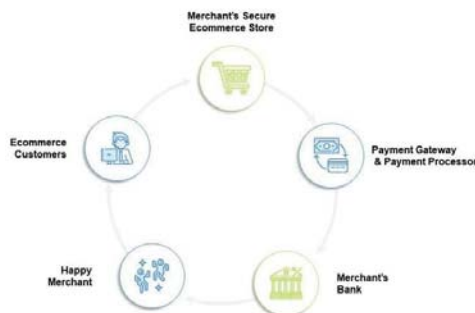 Merchant's Secure
Ecommerce Store
Ecommerce
Customers
Payment Gateway
& Payment Processor
Happy
Merchant
Merchant's
Bank